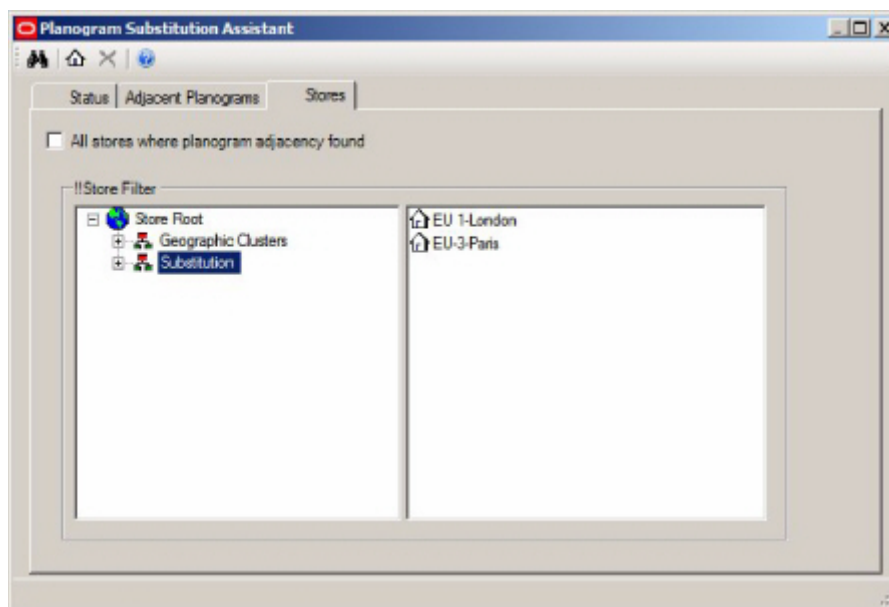 Planogram Substitution Assistant
Status
Adjacent Planograms
Stores
All stores where planogram adjacency found
!!Store Filter
Store Root
Geographic Clusters
Substitution
EU 1-London
EU-3-Paris